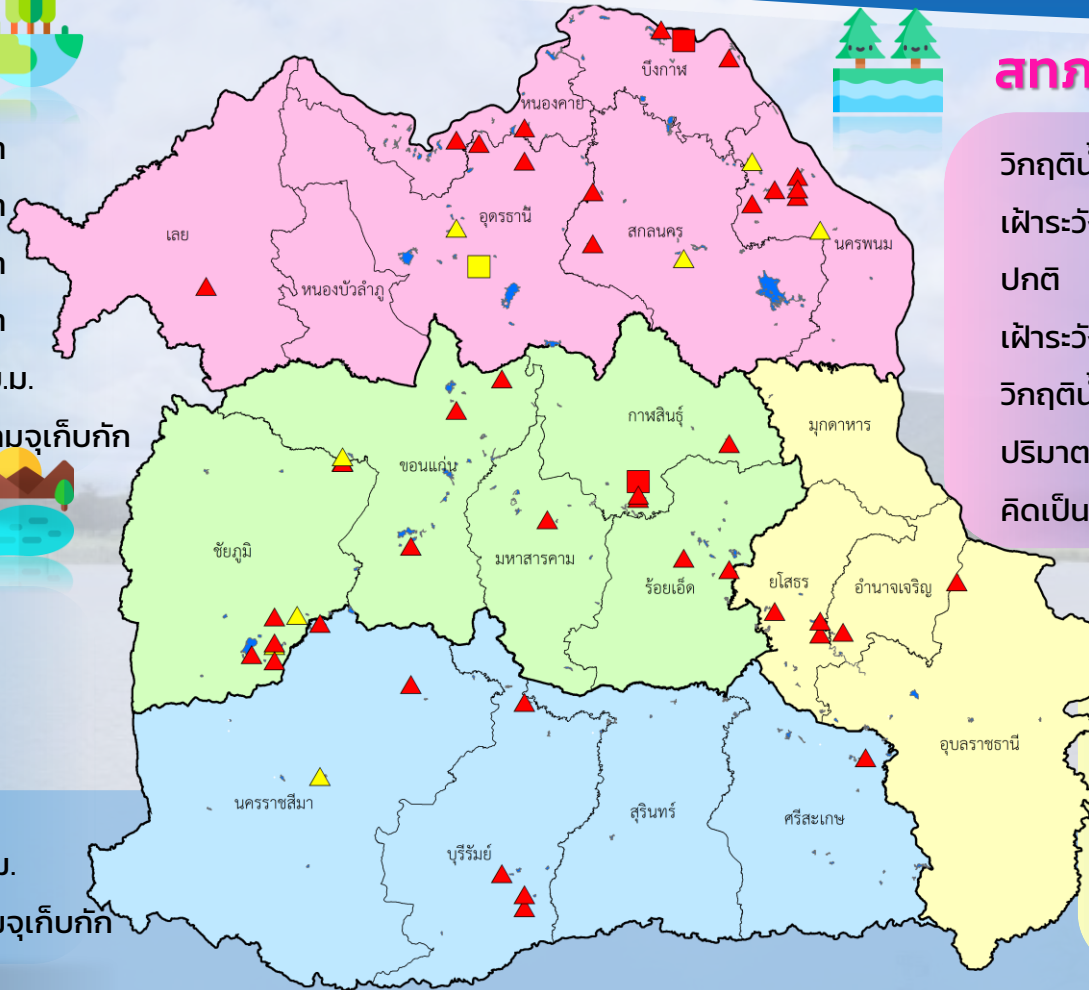 สทภ
วิกฤติน้
เฝ้าระวัง
ปกติ
เฝ้าระวัง
วิกฤติน้
ปริมาต
คิดเป็น
บึงกาฬ
หนองคาย
อุดรธานี
เลย
สกลนคร
นครพนม
หนองบัวลำภู
กาฬสินธุ์
มุกดาหาร
ขอนแก่น
ชัยภูมิ
มหาสารคาม
ร้อยเอ็ด
ยโสธร
อำนาจเจริญ
อุบลราชธานี
นครราชสีมา
สุรินทร์
ศรีสะเกษ
บุรีรัมย์
.ม.
ามจุเก็บกัก
ม.
มจุเก็บกัก